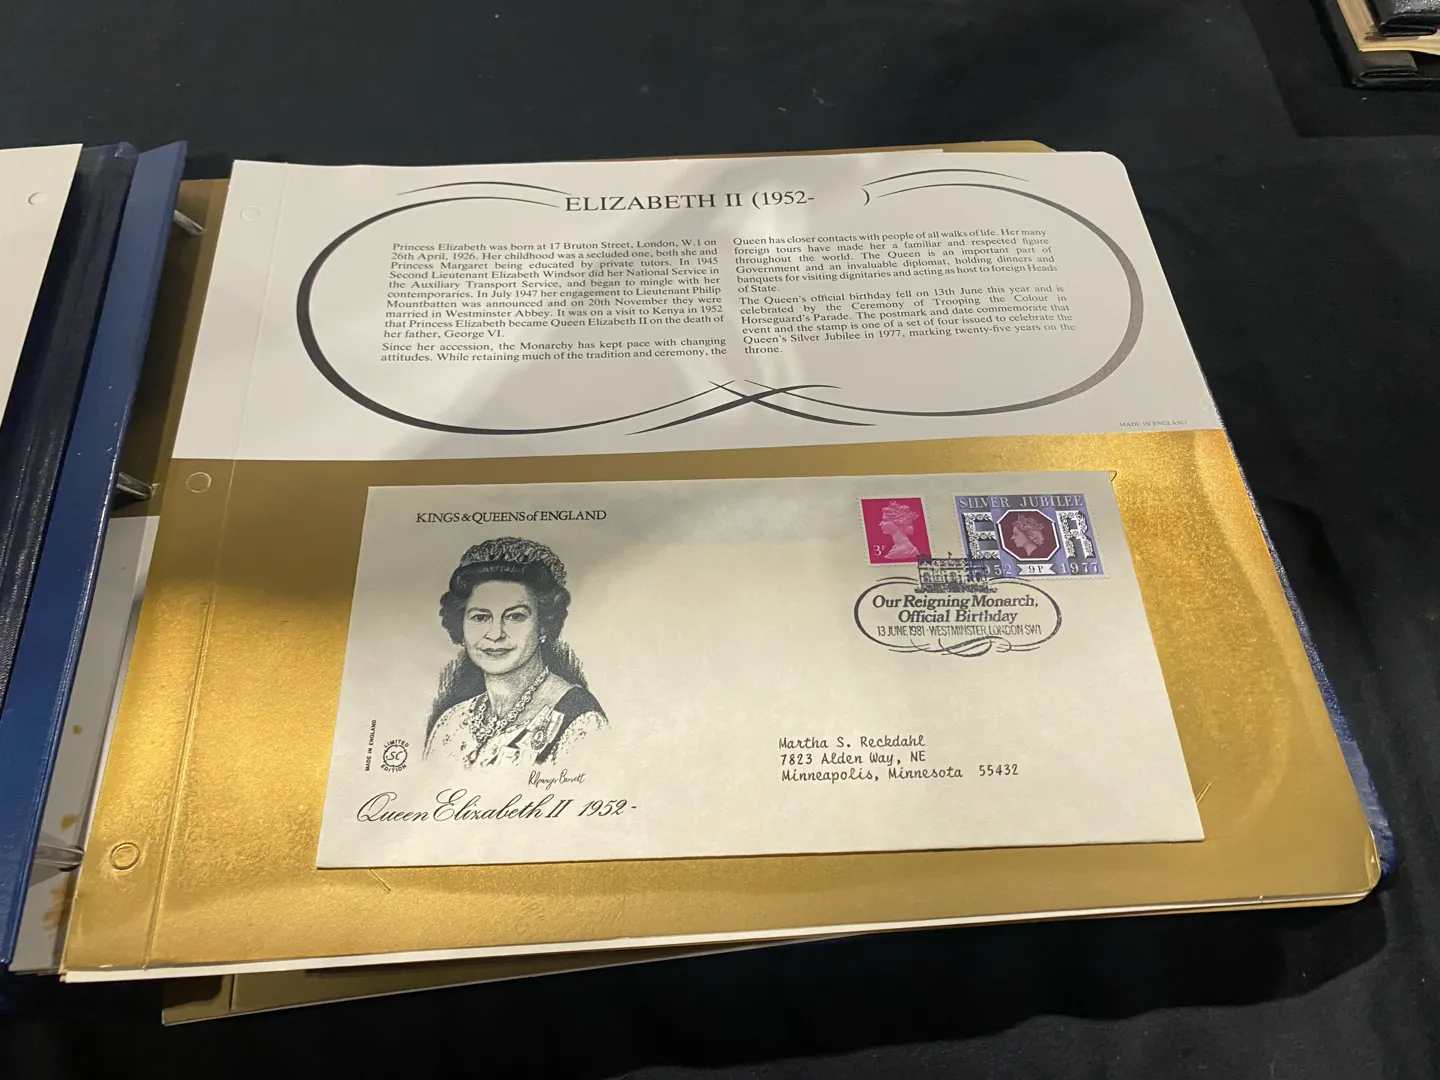 ELIZABETH II (1952-      )
Princess Elizabeth was born at 17 Bruton Street, London, W.1 on
26th April, 1926. Her childhood was a secluded one, both she and
Princess Margaret being educated by private tutors. In 1945
Second Lieutenant Elizabeth Windsor did her National Service in
the Auxiliary Transport Service, and began to mingle with her
contemporaries. In July 1947 her engagement to Lieutenant Philip
Mountbatten was announced and on 20th November they were
married in Westminster Abbey. It was on a visit to Kenya in 1952
that Princess Elizabeth became Queen Elizabeth II on the death of
her father, George VI.
Since her accession, the Monarchy has kept pace with changing
attitudes. While retaining much of the tradition and ceremony, the
Queen has closer contacts with people of all walks of life. Her many
foreign tours have made her a familiar and respected figure
throughout the world. The Queen is an important part of
Government and an invaluable diplomat, holding dinners and
banquets for visiting dignitaries and acting as host to foreign Heads
of State.
The Queen's official birthday fell on 13th June this year and is
celebrated by the Ceremony of Trooping the Colour in
Horseguard's Parade. The postmark and date commemorate that
event and the stamp is one of a set of four issued to celebrate the
Queen's Silver Jubilee in 1977, marking twenty-five years on the
throne.
MADE IN ENGLAND
KINGS & QUEENS of ENGLAND
3P
SILVER JUBILEE
E R
1952 9P 1977
Our Reigning Monarch,
Official Birthday
13 JUNE 1981 · WESTMINSTER, LONDON SW1
MADE IN ENGLAND
LIMITED
SC
EDITION
Queen Elizabeth II 1952-
Martha S. Reckdahl
7823 Alden Way, NE
Minneapolis, Minnesota 55432